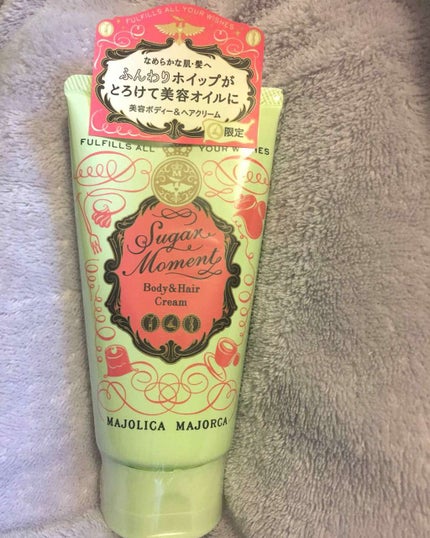 FULFILLS ALL YOUR WISHES
なめらかな肌・髪へ
ふんわりホイップが
とろけて美容オイルに
美容ボディー&ヘアクリーム
限定
FULFILLS ALL YOUR WISHES
M
Sugar
Moment
Body&Hair
Cream
MAJOLICA MAJORCA